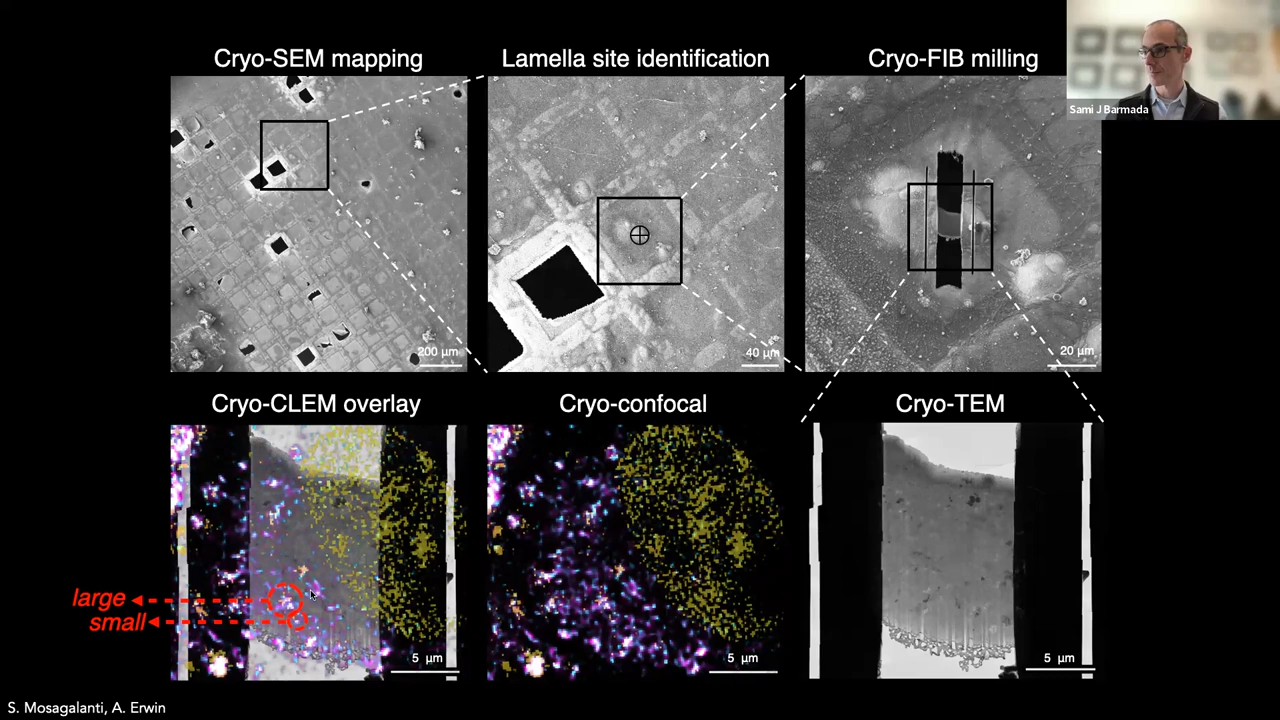 Cryo-SEM mapping
Lamella site identification
Cryo-FIB milling
Sami J Barmada
200 μm
40 μm
20 μm
Cryo-CLEM overlay
Cryo-confocal
Cryo-TEM
large
small
5 μm
5 μm
5 μm
S. Mosagalanti, A. Erwin